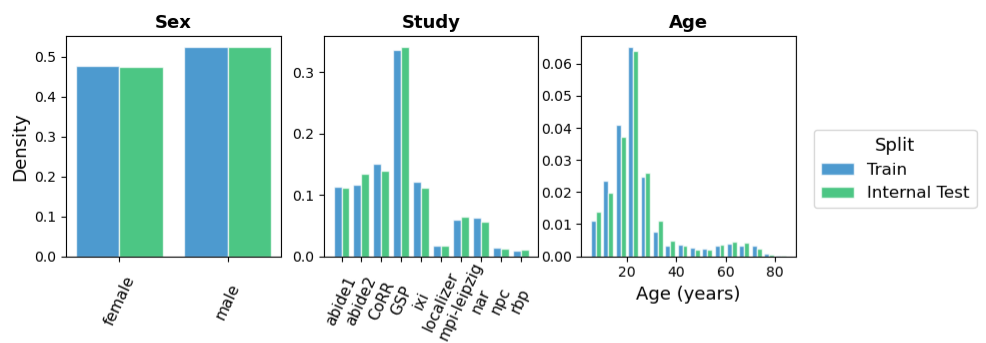 Sex
Study
Age
Density
0.0
0.1
0.2
0.3
0.4
0.5
female
male
0.0
0.1
0.2
0.3
abide1
abide2
CoRR
GSP
ixi
localizer
mpi-leipzig
nar
npc
rbp
0.00
0.01
0.02
0.03
0.04
0.05
0.06
20
40
60
80
Age (years)
Split
Train
Internal Test